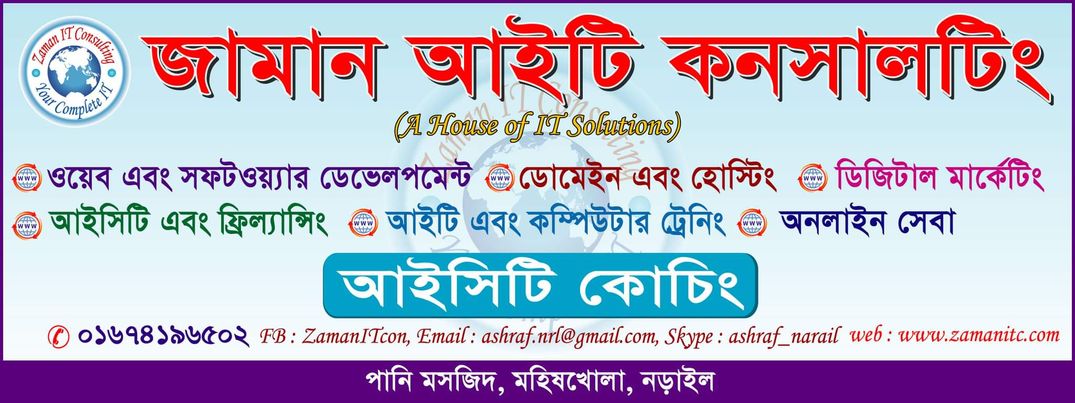 Zaman IT Consulting
Your Complete IT
জামান আইটি কনসালটিং
(A House of IT Solutions)
ওয়েব এবং সফটওয়্যার ডেভেলপমেন্ট ডোমেইন এবং হোস্টিং ডিজিটাল মার্কেটিং
আইসিটি এবং ফ্রিল্যান্সিং আইটি এবং কম্পিউটার ট্রেনিং অনলাইন সেবা
আইসিটি কোচিং
০১৬৭৪১৯৬৫০২ FB : ZamanITcon, Email : ashraf.nrl@gmail.com, Skype : ashraf_narail web : www.zamanitc.com
পানি মসজিদ, মহিষখোলা, নড়াইল